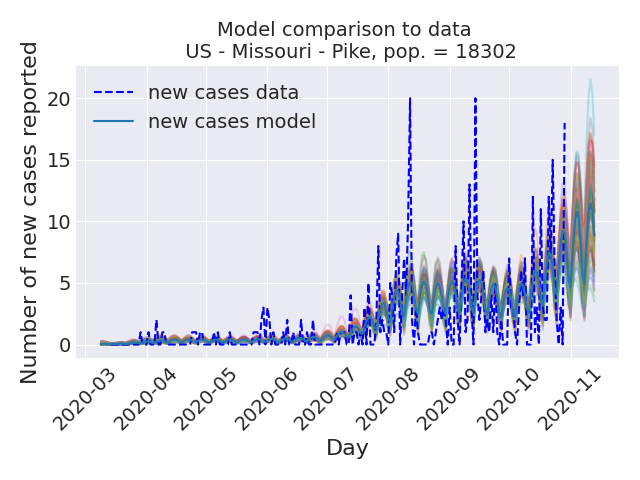 Model comparison to data
US - Missouri - Pike, pop. = 18302
Number of new cases reported
20
15
10
5
0
new cases data
new cases model
2020-03
2020-04
2020-05
2020-06
2020-07
2020-08
2020-09
2020-10
2020-11
Day